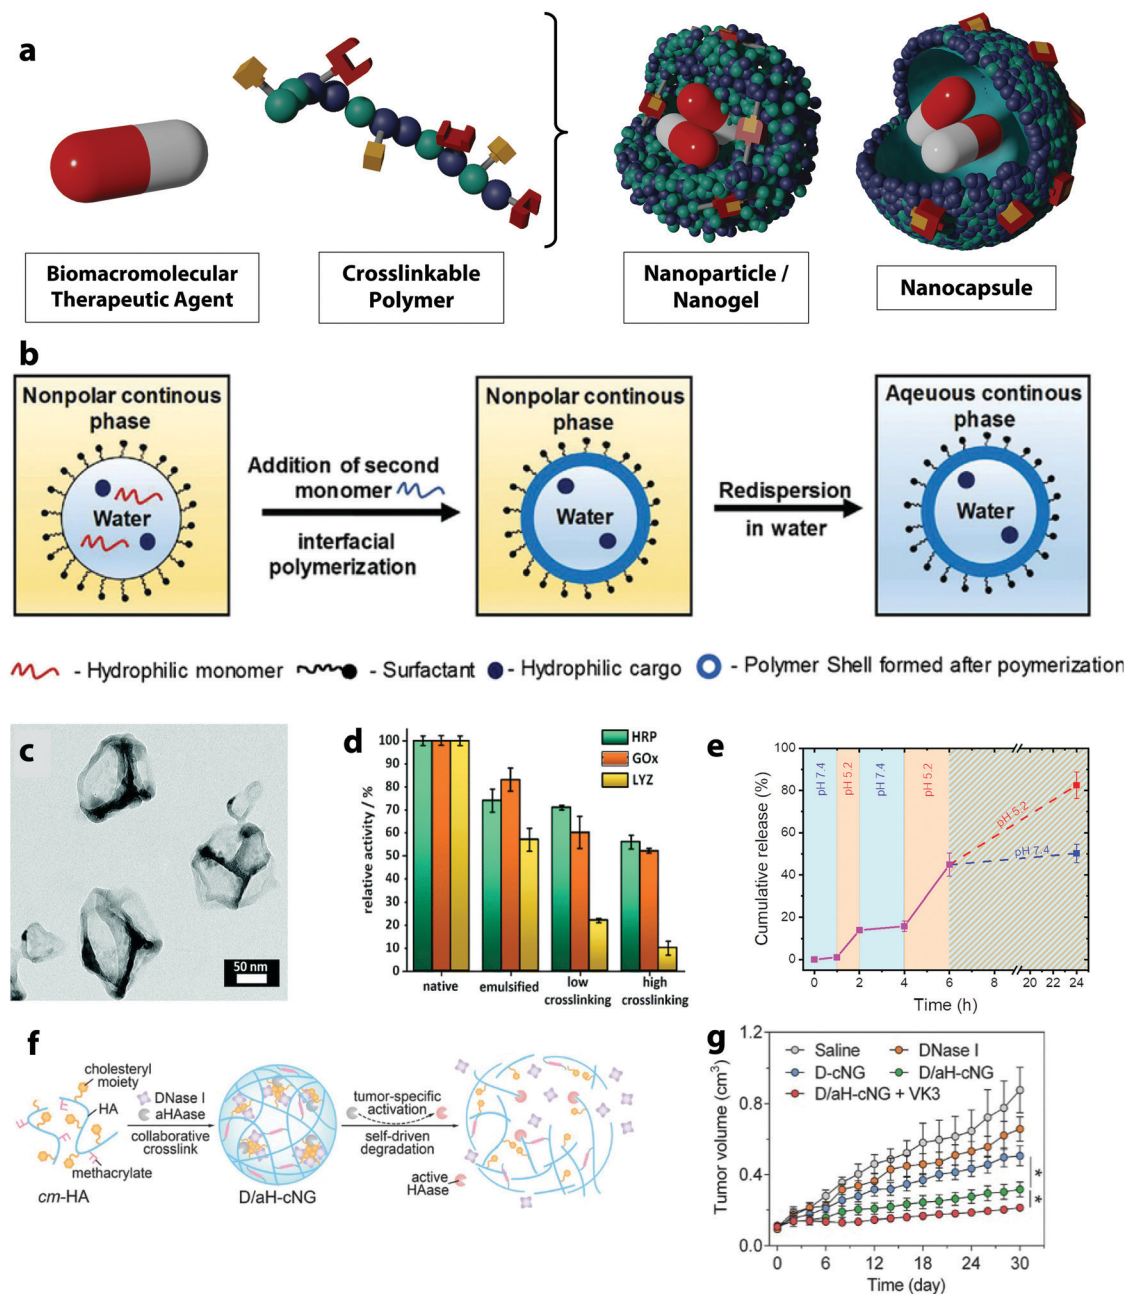 a
Biomacromolecular
Therapeutic Agent
Crosslinkable
Polymer
Nanoparticle /
Nanogel
Nanocapsule
b
Nonpolar continous
phase
Water
Addition of second
monomer
interfacial
polymerization
Nonpolar continous
phase
Water
Redispersion
in water
Aqeuous continous
phase
Water
- Hydrophilic monomer
- Surfactant
- Hydrophilic cargo
- Polymer Shell formed after poymerization
c
50 nm
d
relative activity / %
100
90
80
70
60
50
40
30
20
10
0
HRP
GOx
LYZ
native
emulsified
low
crosslinking
high
crosslinking
e
Cumulative release (%)
100
80
60
40
20
0
pH 7.4
pH 5.2
pH 7.4
pH 5.2
pH 5.2
pH 7.4
0
2
4
6
8
20
22
24
Time (h)
f
cholesteryl
moiety
HA
methacrylate
cm-HA
DNase I
aHAase
collaborative
crosslink
D/aH-cNG
tumor-specific
activation
self-driven
degradation
active
HAase
g
Tumor volume (cm³)
1.2
0.8
0.4
0.0
Saline
DNase I
D-cNG
D/aH-cNG
D/aH-cNG + VK3
*
*
0
6
12
18
24
30
Time (day)